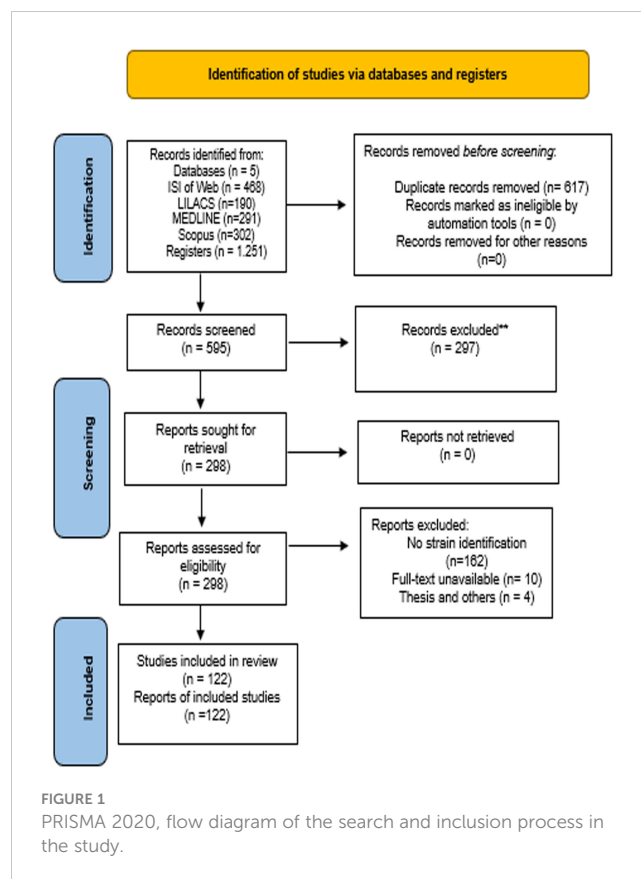 Identification of studies via databases and registers
Identification
Records identified from:
Databases (n = 5)
ISI of Web (n = 468)
LILACS (n=190)
MEDLINE (n=291)
Scopus (n=302)
Registers (n = 1.251)
Records removed before screening:
Duplicate records removed (n= 617)
Records marked as ineligible by
automation tools (n = 0)
Records removed for other reasons
(n=0)
Records screened
(n = 595)
Records excluded**
(n = 297)
Screening
Reports sought for
retrieval
(n = 298)
Reports not retrieved
(n = 0)
Reports assessed for
eligibility
(n = 298)
Reports excluded:
No strain identification
(n=162)
Full-text unavailable (n= 10)
Thesis and others (n = 4)
Included
Studies included in review
(n = 122)
Reports of included studies
(n =122)
FIGURE 1
PRISMA 2020, flow diagram of the search and inclusion process in
the study.